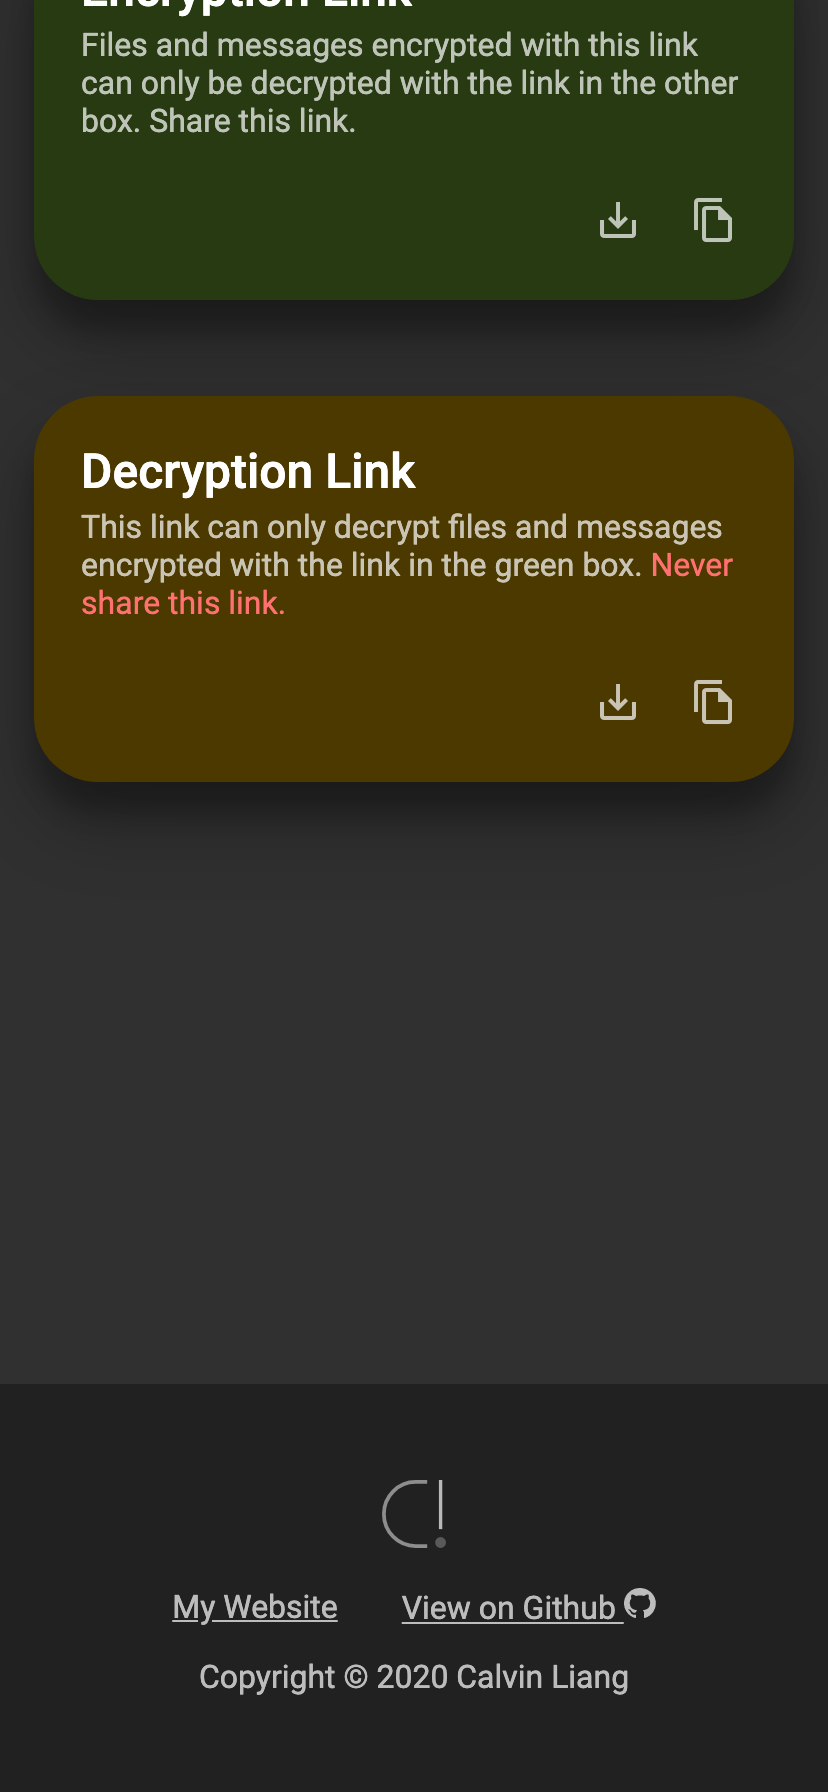 Encryption Link
Files and messages encrypted with this link
can only be decrypted with the link in the other
box. Share this link.
Decryption Link
This link can only decrypt files and messages
encrypted with the link in the green box. Never
share this link.
C!
My Website
View on Github
Copyright © 2020 Calvin Liang